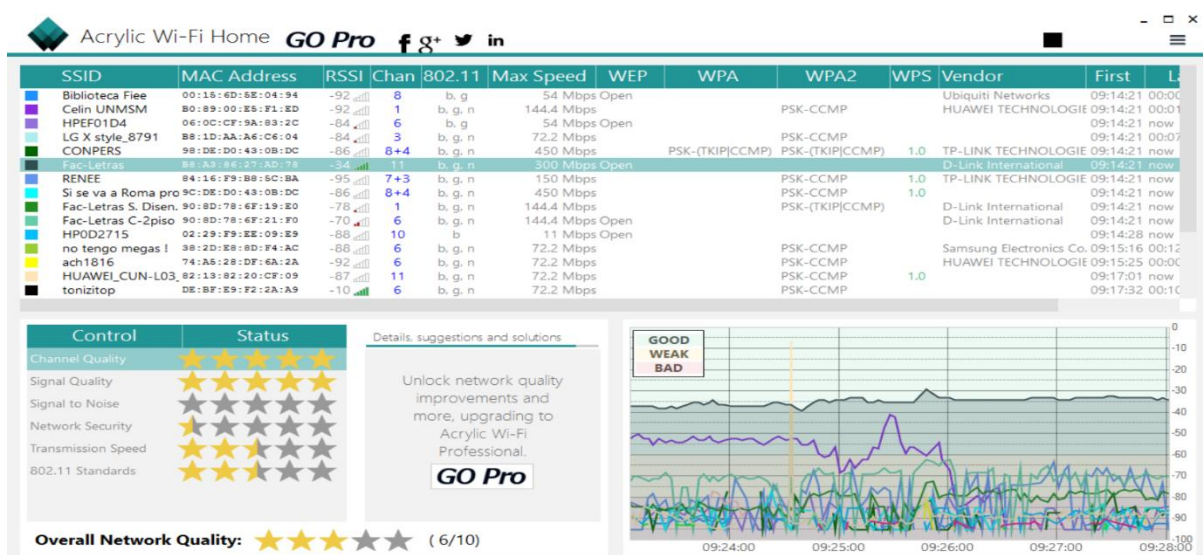 Acrylic Wi-Fi Home GO Pro f g+ in
SSID MAC Address RSSI Chan 802.11 Max Speed WEP WPA WPA2 WPS Vendor First La
Biblioteca Fiee 00:15:6D:5E:04:94 -92 8 b, g 54 Mbps Open Ubiquiti Networks 09:14:21 00:00
Celin UNMSM B0:89:00:E5:F1:ED -92 1 b, g, n 144.4 Mbps PSK-CCMP HUAWEI TECHNOLOGIE 09:14:21 00:01
HPEF01D4 06:0C:CF:9A:83:2C -84 6 b, g 54 Mbps Open 09:14:21 now
LG X style_8791 B8:1D:AA:A6:C6:04 -84 3 b, g, n 72.2 Mbps PSK-CCMP 09:14:21 00:07
CONPERS 98:DE:D0:43:0B:DC -86 8+4 b, g, n 450 Mbps PSK-(TKIP|CCMP) PSK-(TKIP|CCMP) 1.0 TP-LINK TECHNOLOGIE 09:14:21 now
Fac-Letras B8:A3:86:27:AD:78 -34 11 b, g, n 300 Mbps Open D-Link International 09:14:21 now
RENEE 84:16:F9:B8:5C:BA -95 7+3 b, g, n 150 Mbps PSK-CCMP 1.0 TP-LINK TECHNOLOGIE 09:14:21 now
Si se va a Roma pro 9C:DE:D0:43:0B:DC -86 8+4 b, g, n 450 Mbps PSK-CCMP 1.0 09:14:21 now
Fac-Letras S. Disen. 90:8D:78:6F:19:E0 -78 1 b, g, n 144.4 Mbps PSK-(TKIP|CCMP) D-Link International 09:14:21 now
Fac-Letras C-2piso 90:8D:78:6F:21:F0 -70 6 b, g, n 144.4 Mbps Open D-Link International 09:14:21 now
HP0D2715 02:29:F9:EE:09:E9 -88 10 b 11 Mbps Open 09:14:28 now
no tengo megas ! 38:2D:E8:8D:F4:AC -88 6 b, g, n 72.2 Mbps PSK-CCMP Samsung Electronics Co. 09:15:16 00:12
ach1816 74:A5:28:DF:6A:2A -92 6 b, g, n 72.2 Mbps PSK-CCMP HUAWEI TECHNOLOGIE 09:15:25 00:00
HUAWEI_CUN-L03_ 82:13:82:20:CF:09 -87 11 b, g, n 72.2 Mbps PSK-CCMP 1.0 09:17:01 now
tonizitop DE:BF:E9:F2:2A:A9 -10 6 b, g, n 72.2 Mbps PSK-CCMP 09:17:32 00:10
Control Status
Channel Quality
Signal Quality
Signal to Noise
Network Security
Transmission Speed
802.11 Standards
Overall Network Quality: ( 6/10)
Details, suggestions and solutions
Unlock network quality
improvements and
more, upgrading to
Acrylic Wi-Fi
Professional.
GO Pro
GOOD
WEAK
BAD
0
-10
-20
-30
-40
-50
-60
-70
-80
-90
-100
09:24:00 09:25:00 09:26:00 09:27:00 09:28:00